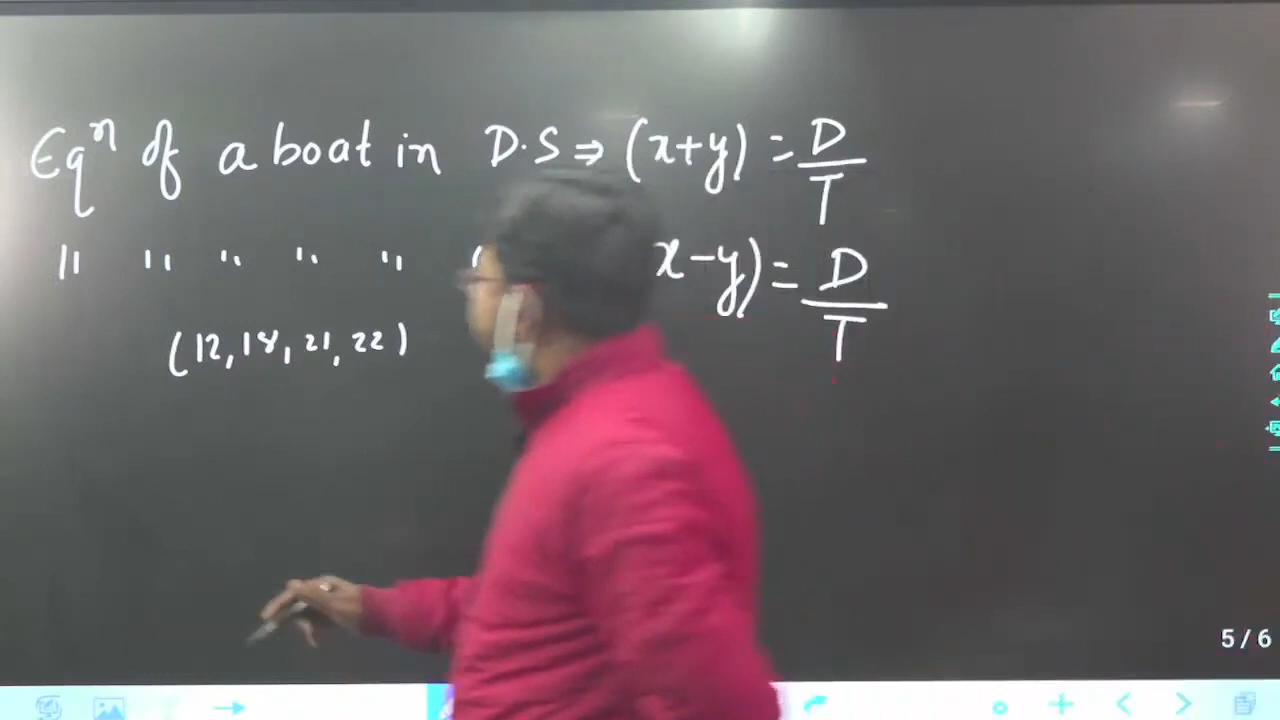 Eqⁿ of a boat in D.S ⇒ (x+y) = D/T
" " " " " " x-y) = D/T
(12, 18, 21, 22)
5 / 6